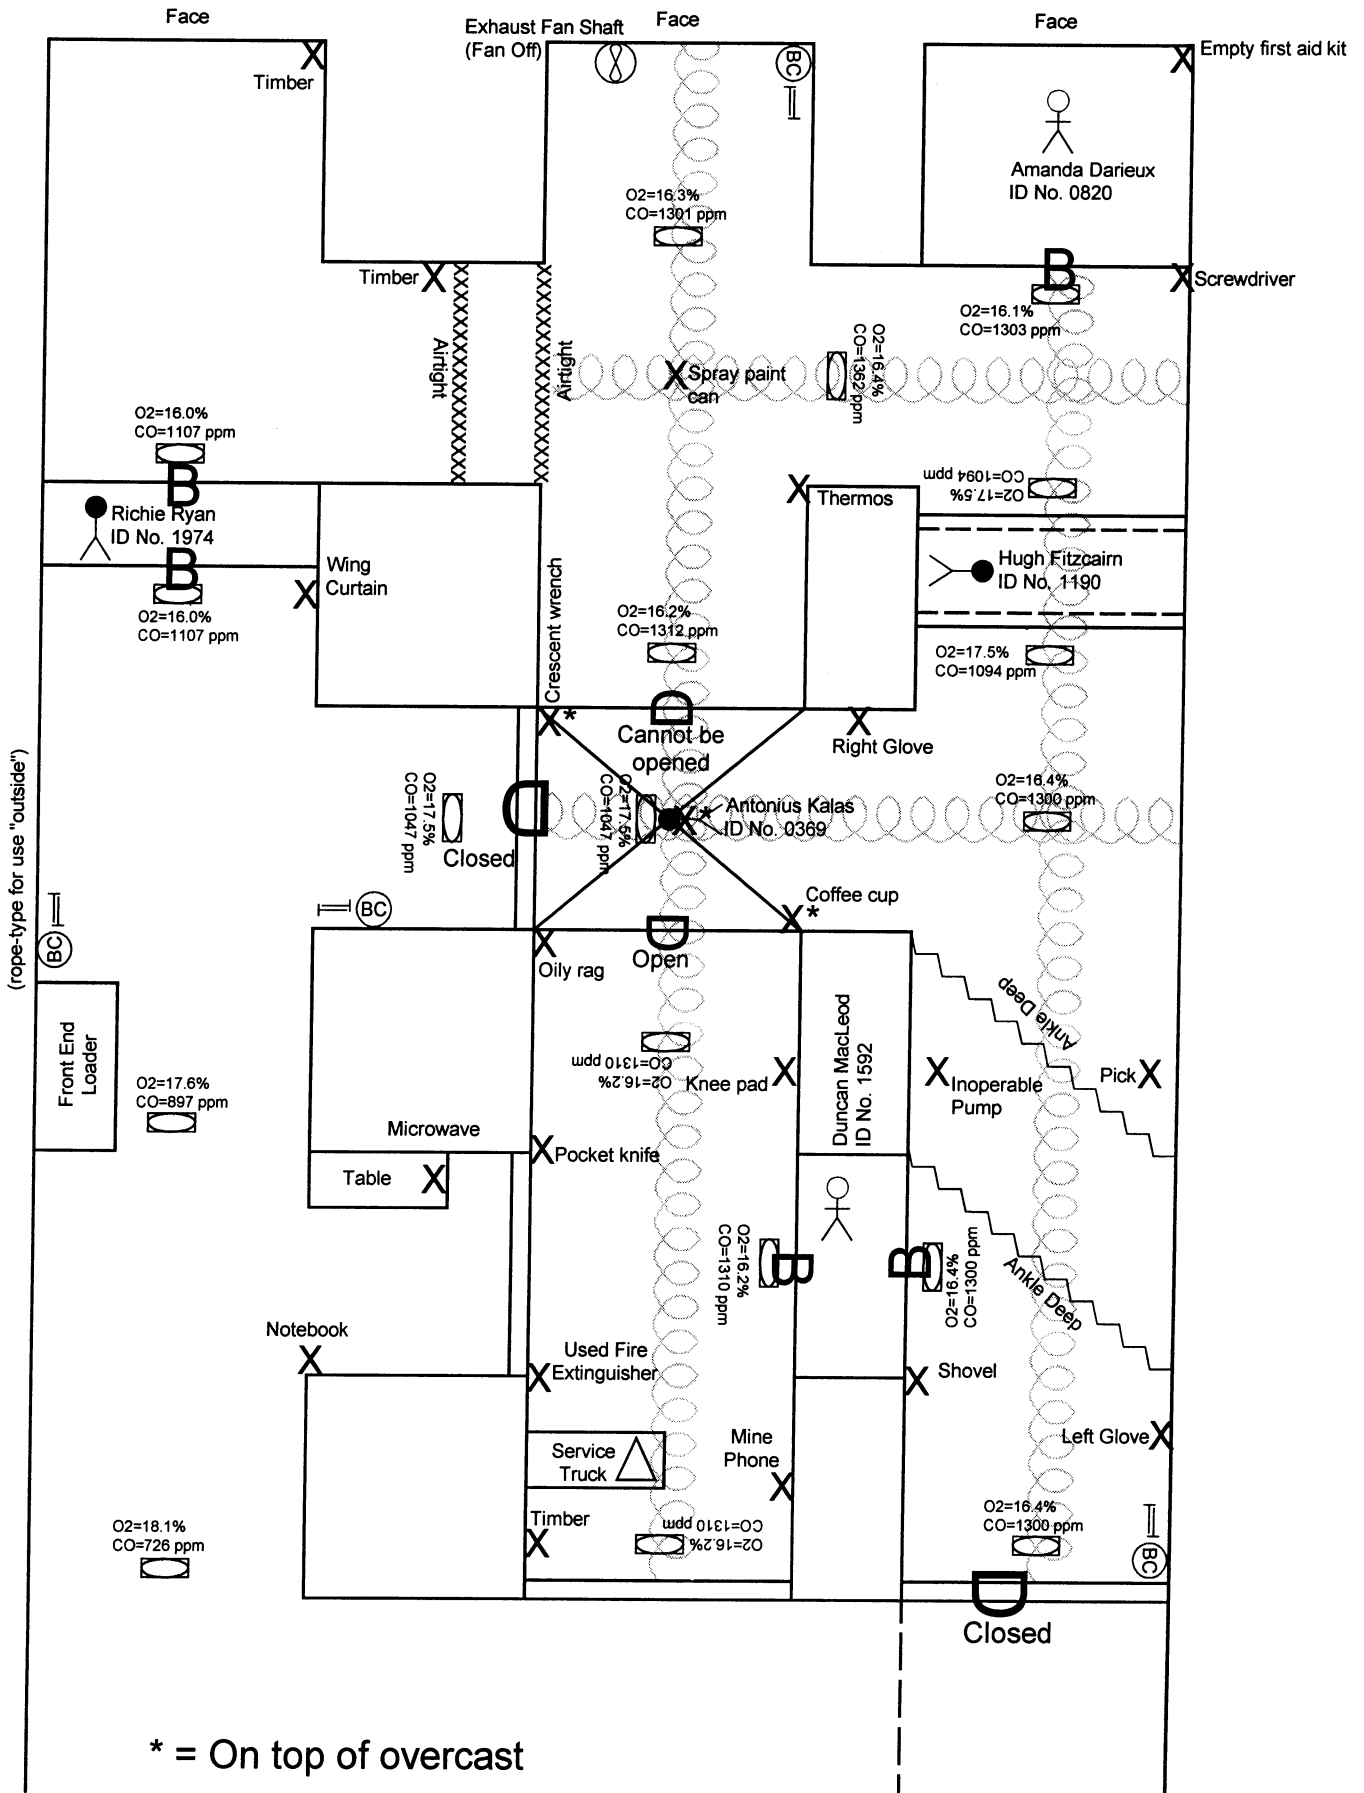 Face
Exhaust Fan Shaft
(Fan Off)
Face
Face
Empty first aid kit
Timber
BC
Amanda Darieux
ID No. 0820
O2=16.3%
CO=1301 ppm
Timber
B
Screwdriver
O2=16.1%
CO=1303 ppm
Airtight
Airtight
Spray paint
can
O2=16.4%
CO=1362 ppm
O2=16.0%
CO=1107 ppm
B
Thermos
O2=17.5%
CO=1094 ppm
Richie Ryan
ID No. 1974
B
O2=16.0%
CO=1107 ppm
Wing
Curtain
Crescent wrench
*
O2=16.2%
CO=1312 ppm
Hugh Fitzcairn
ID No. 1190
O2=17.5%
CO=1094 ppm
D
Cannot be
opened
Right Glove
(rope-type for use "outside")
O2=17.5%
CO=1047 ppm
D
Closed
O2=17.5%
CO=1047 ppm
*
Antonius Kalas
ID No. 0369
O2=16.4%
CO=1300 ppm
Coffee cup
*
BC
BC
D
Open
Oily rag
Front End
Loader
O2=17.6%
CO=897 ppm
O2=16.2%
CO=1310 ppm
Knee pad
Duncan MacLeod
ID No. 1592
Ankle Deep
Inoperable
Pump
Pick
Microwave
Table
Pocket knife
O2=16.2%
CO=1310 ppm
B
B
O2=16.4%
CO=1300 ppm
Ankle Deep
Notebook
Used Fire
Extinguisher
Shovel
Service
Truck
Mine
Phone
Left Glove
Timber
O2=16.2%
CO=1310 ppm
O2=16.4%
CO=1300 ppm
BC
O2=18.1%
CO=726 ppm
D
Closed
* = On top of overcast